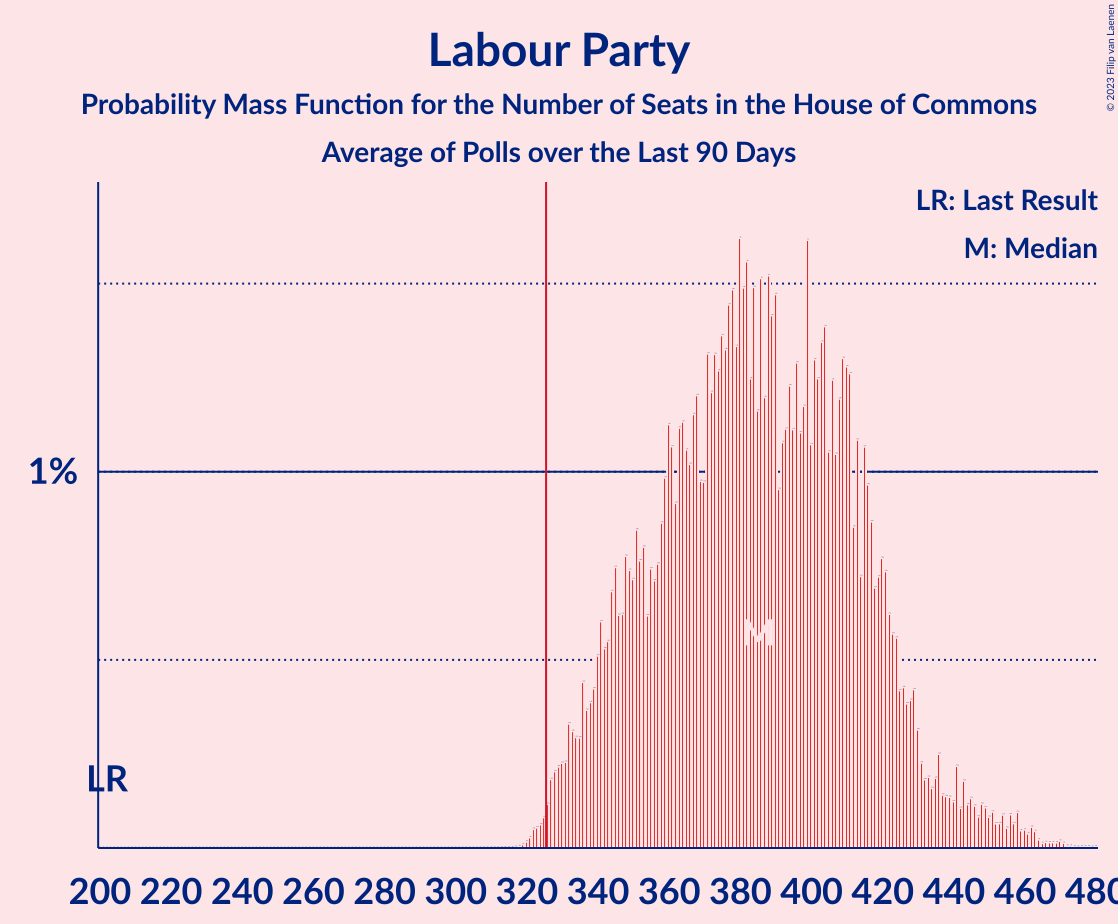 Labour Party
Probability Mass Function for the Number of Seats in the House of Commons
Average of Polls over the Last 90 Days
© 2023 Filip van Laenen
LR: Last Result
M: Median
1%
M
LR
200 220 240 260 280 300 320 340 360 380 400 420 440 460 480